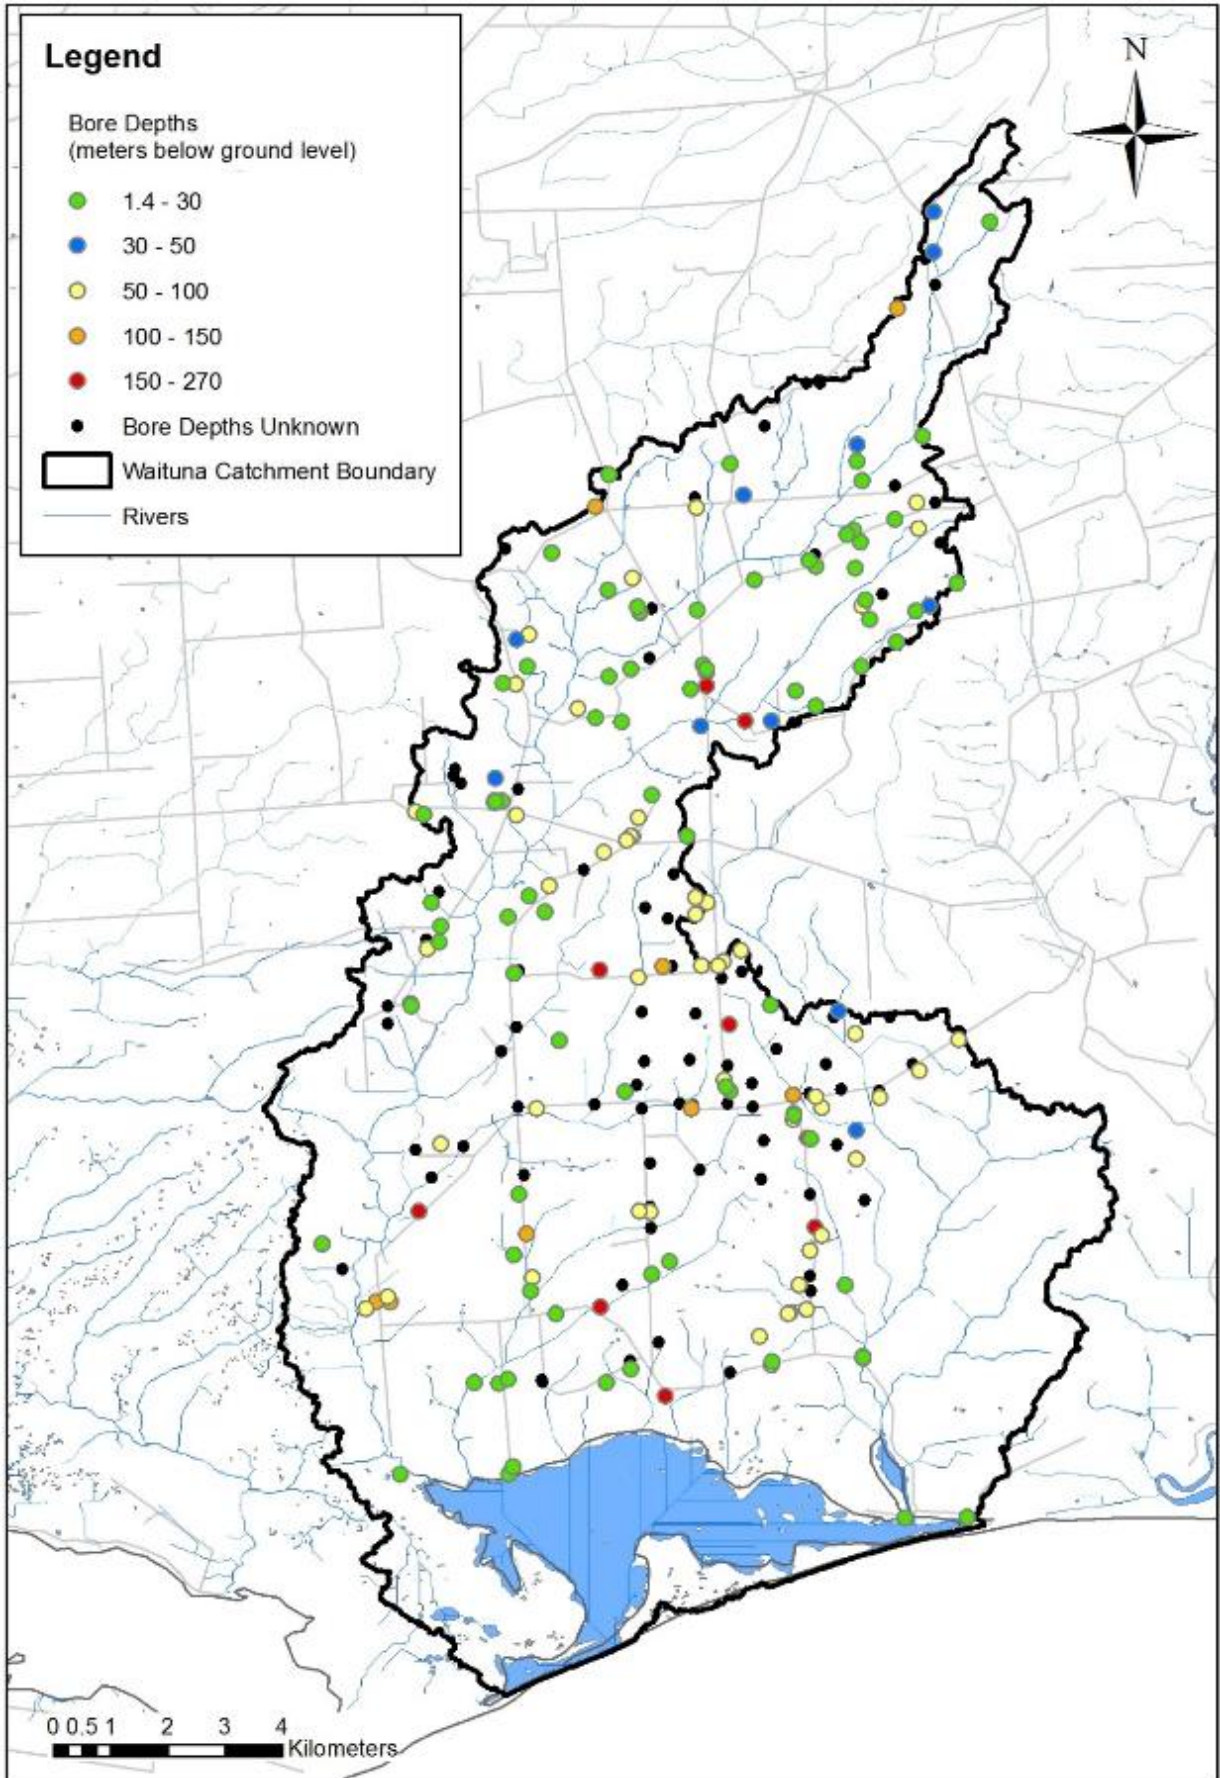 Legend
N
Bore Depths
(meters below ground level)
1.4 - 30
30 - 50
50 - 100
100 - 150
150 - 270
Bore Depths Unknown
Waituna Catchment Boundary
Rivers
0 0.5 1 2 3 4
Kilometers